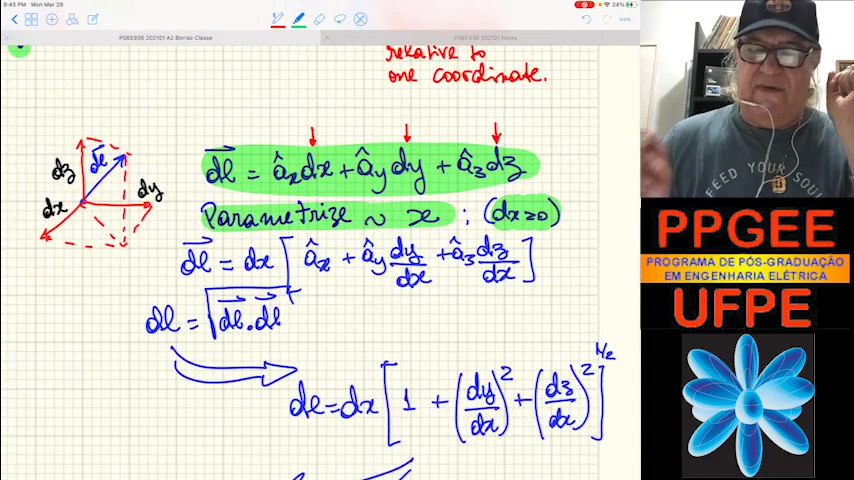 9:45 PM Mon Mar 29
24%
PGEE936 202101 A2 Borrao Classe
PGEE936 202101 Notes
relative to
one coordinate.
dl = âx dx + ây dy + âz dz
dz
dl
dy
dx
Parametrize ~ x ; (dx≥0)
dl = dx [ âx + ây dy/dx + âz dz/dx ]
dl = √dl . dl
dl = dx [ 1 + (dy/dx)² + (dz/dx)² ]^1/2
FEED YOUR SOUL
PPGEE
PROGRAMA DE PÓS-GRADUAÇÃO
EM ENGENHARIA ELÉTRICA
UFPE